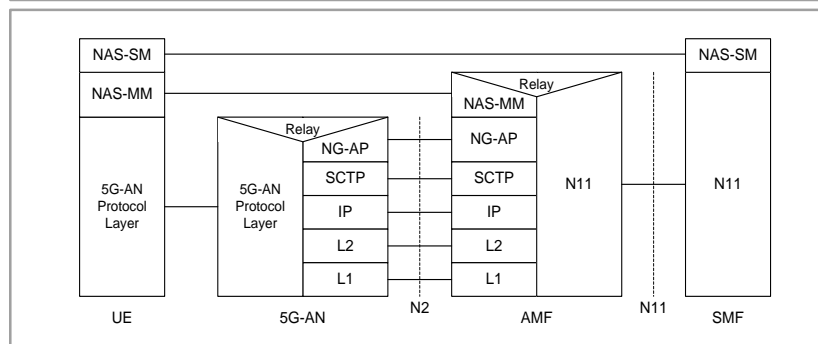 NAS-SM
NAS-SM
NAS-MM
Relay
NAS-MM
5G-AN
Protocol
Layer
Relay
5G-AN
Protocol
Layer
NG-AP
SCTP
IP
L2
L1
NG-AP
SCTP
IP
L2
L1
N11
N11
UE
5G-AN
N2
AMF
N11
SMF